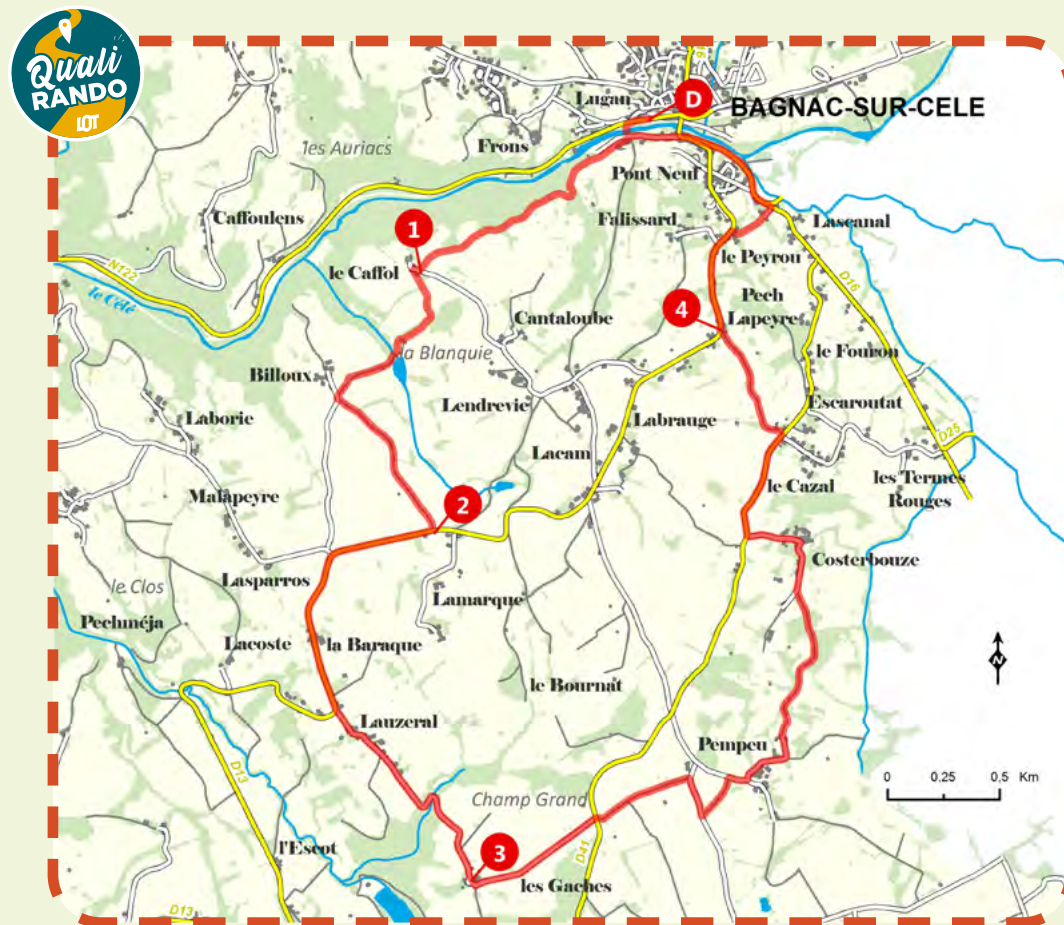 Quali
RANDO
LOT
Lugan
D
BAGNAC-SUR-CELE
les Auriacs
Frons
Pont Neuf
Caffoulens
Falissard
Lascanal
1
le Caffol
le Peyrou
N122
le Célé
D16
Pech
Lapeyre
4
Cantaloube
la Blanquie
le Fouron
Billoux
Lendrevie
Escaroutat
Laborie
Labrauge
D25
Lacam
le Cazal
les Termes
Rouges
Malapeyre
2
Costerbouze
Lasparros
le Clos
Lamarque
Pechméja
Lacoste
la Baraque
N
le Bournat
Lauzeral
Pempeu
D13
0 0,25 0,5 Km
Champ Grand
3
l'Escot
D41
les Gaches
D13